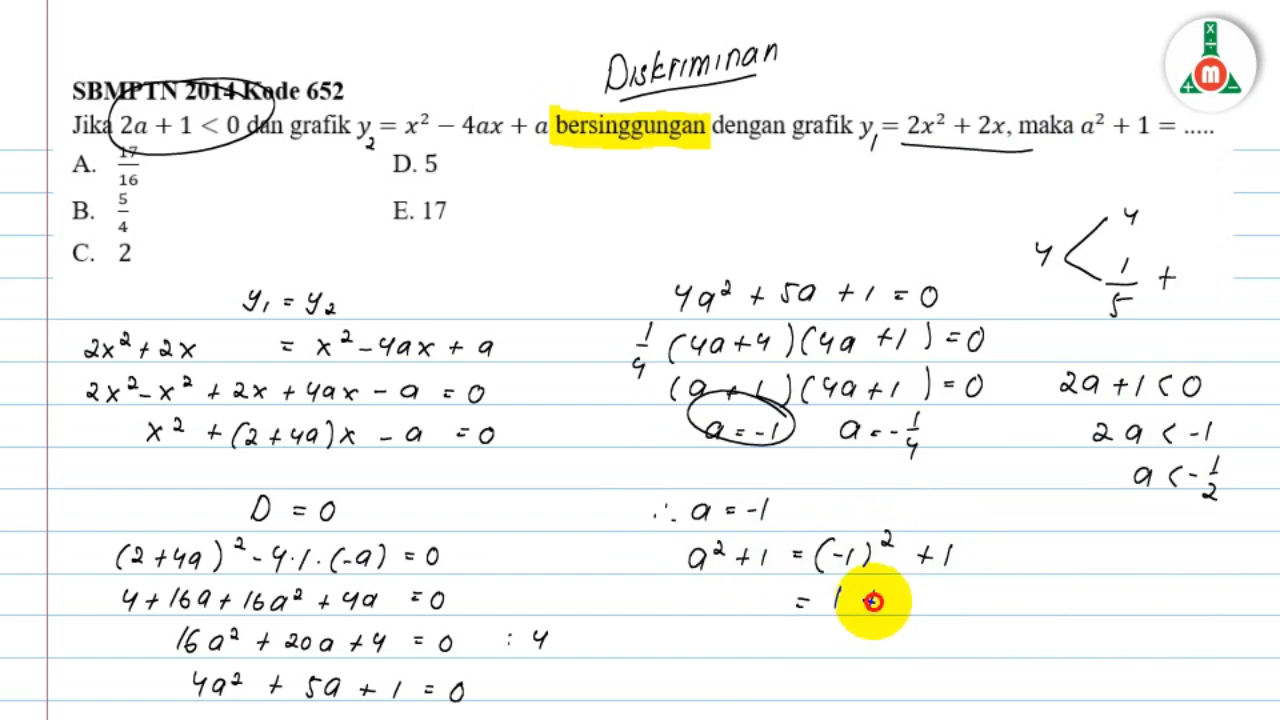 Diskriminan
SBMPTN 2014 Kode 652
Jika 2a + 1 < 0 dan grafik y₂ = x² − 4ax + a bersinggungan dengan grafik y₁ = 2x² + 2x, maka a² + 1 = .....
A. 17/16
D. 5
B. 5/4
E. 17
C. 2
y₁ = y₂
2x² + 2x = x² − 4ax + a
2x² − x² + 2x + 4ax − a = 0
x² + (2 + 4a)x − a = 0
D = 0
(2 + 4a)² − 4·1·(−a) = 0
4 + 16a + 16a² + 4a = 0
16a² + 20a + 4 = 0 : 4
4a² + 5a + 1 = 0
4a² + 5a + 1 = 0
1/4 (4a + 4)(4a + 1) = 0
(a + 1)(4a + 1) = 0
a = −1 a = −1/4
∴ a = −1
a² + 1 = (−1)² + 1
= 1 +
4 < 4
1 +
5
2a + 1 < 0
2a < −1
a < −1/2
x
÷
+ m −